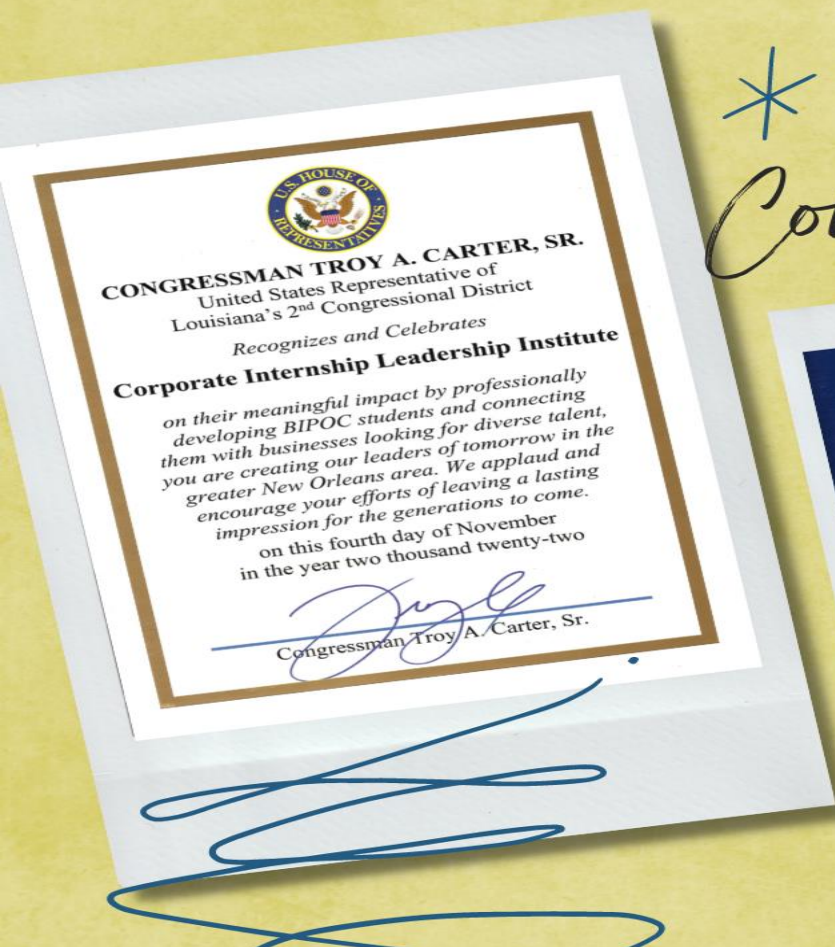 U.S. HOUSE OF REPRESENTATIVES
CONGRESSMAN TROY A. CARTER, SR.
United States Representative of
Louisiana's 2nd Congressional District
Recognizes and Celebrates
Corporate Internship Leadership Institute
on their meaningful impact by professionally
developing BIPOC students and connecting
them with businesses looking for diverse talent,
you are creating our leaders of tomorrow in the
greater New Orleans area. We applaud and
encourage your efforts of leaving a lasting
impression for the generations to come.
on this fourth day of November
in the year two thousand twenty-two
Congressman Troy A. Carter, Sr.